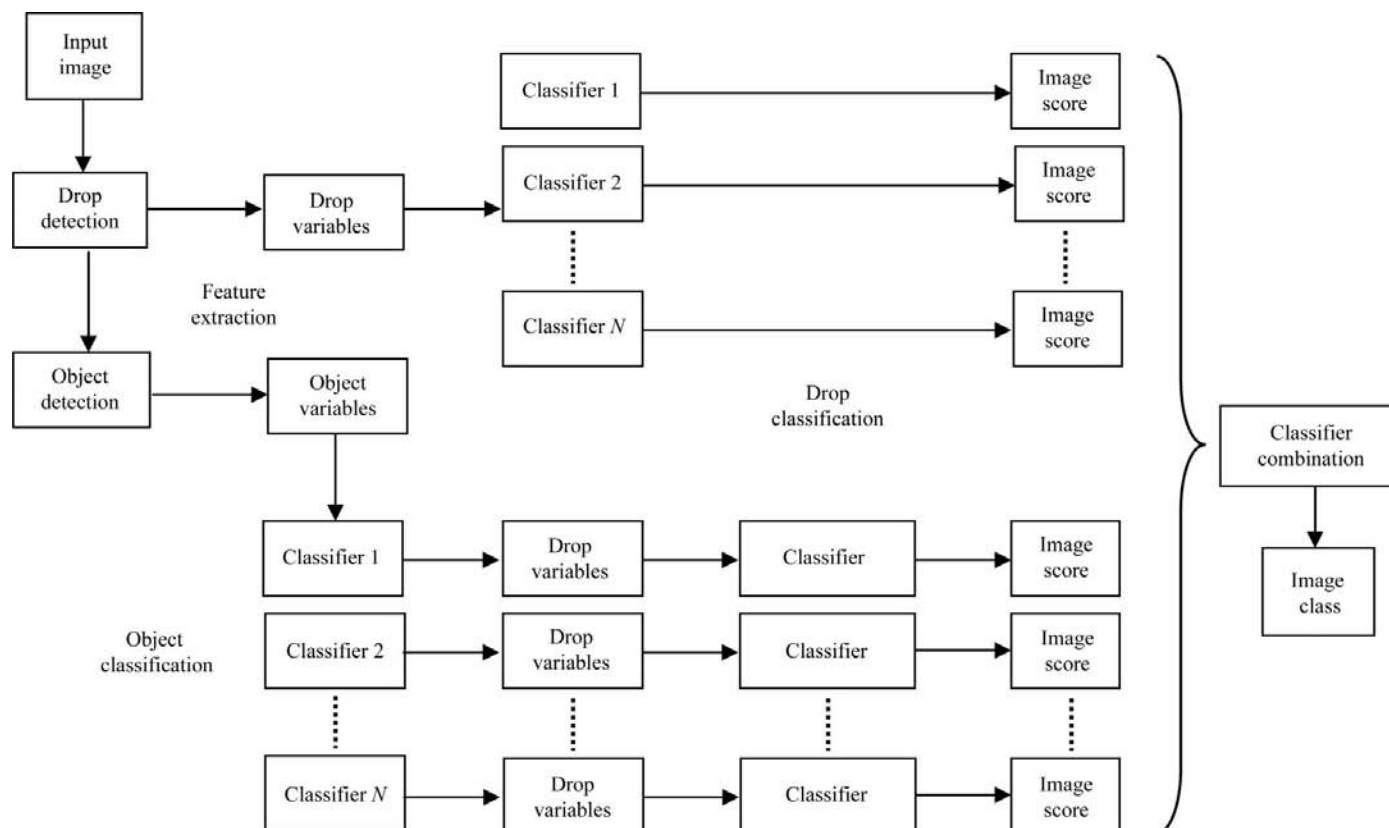 Input
image
Classifier 1
Image
score
Drop
detection
Drop
variables
Classifier 2
Image
score
Feature
extraction
Classifier N
Image
score
Object
detection
Object
variables
Drop
classification
Classifier
combination
Classifier 1
Drop
variables
Classifier
Image
score
Image
class
Object
classification
Classifier 2
Drop
variables
Classifier
Image
score
Classifier N
Drop
variables
Classifier
Image
score